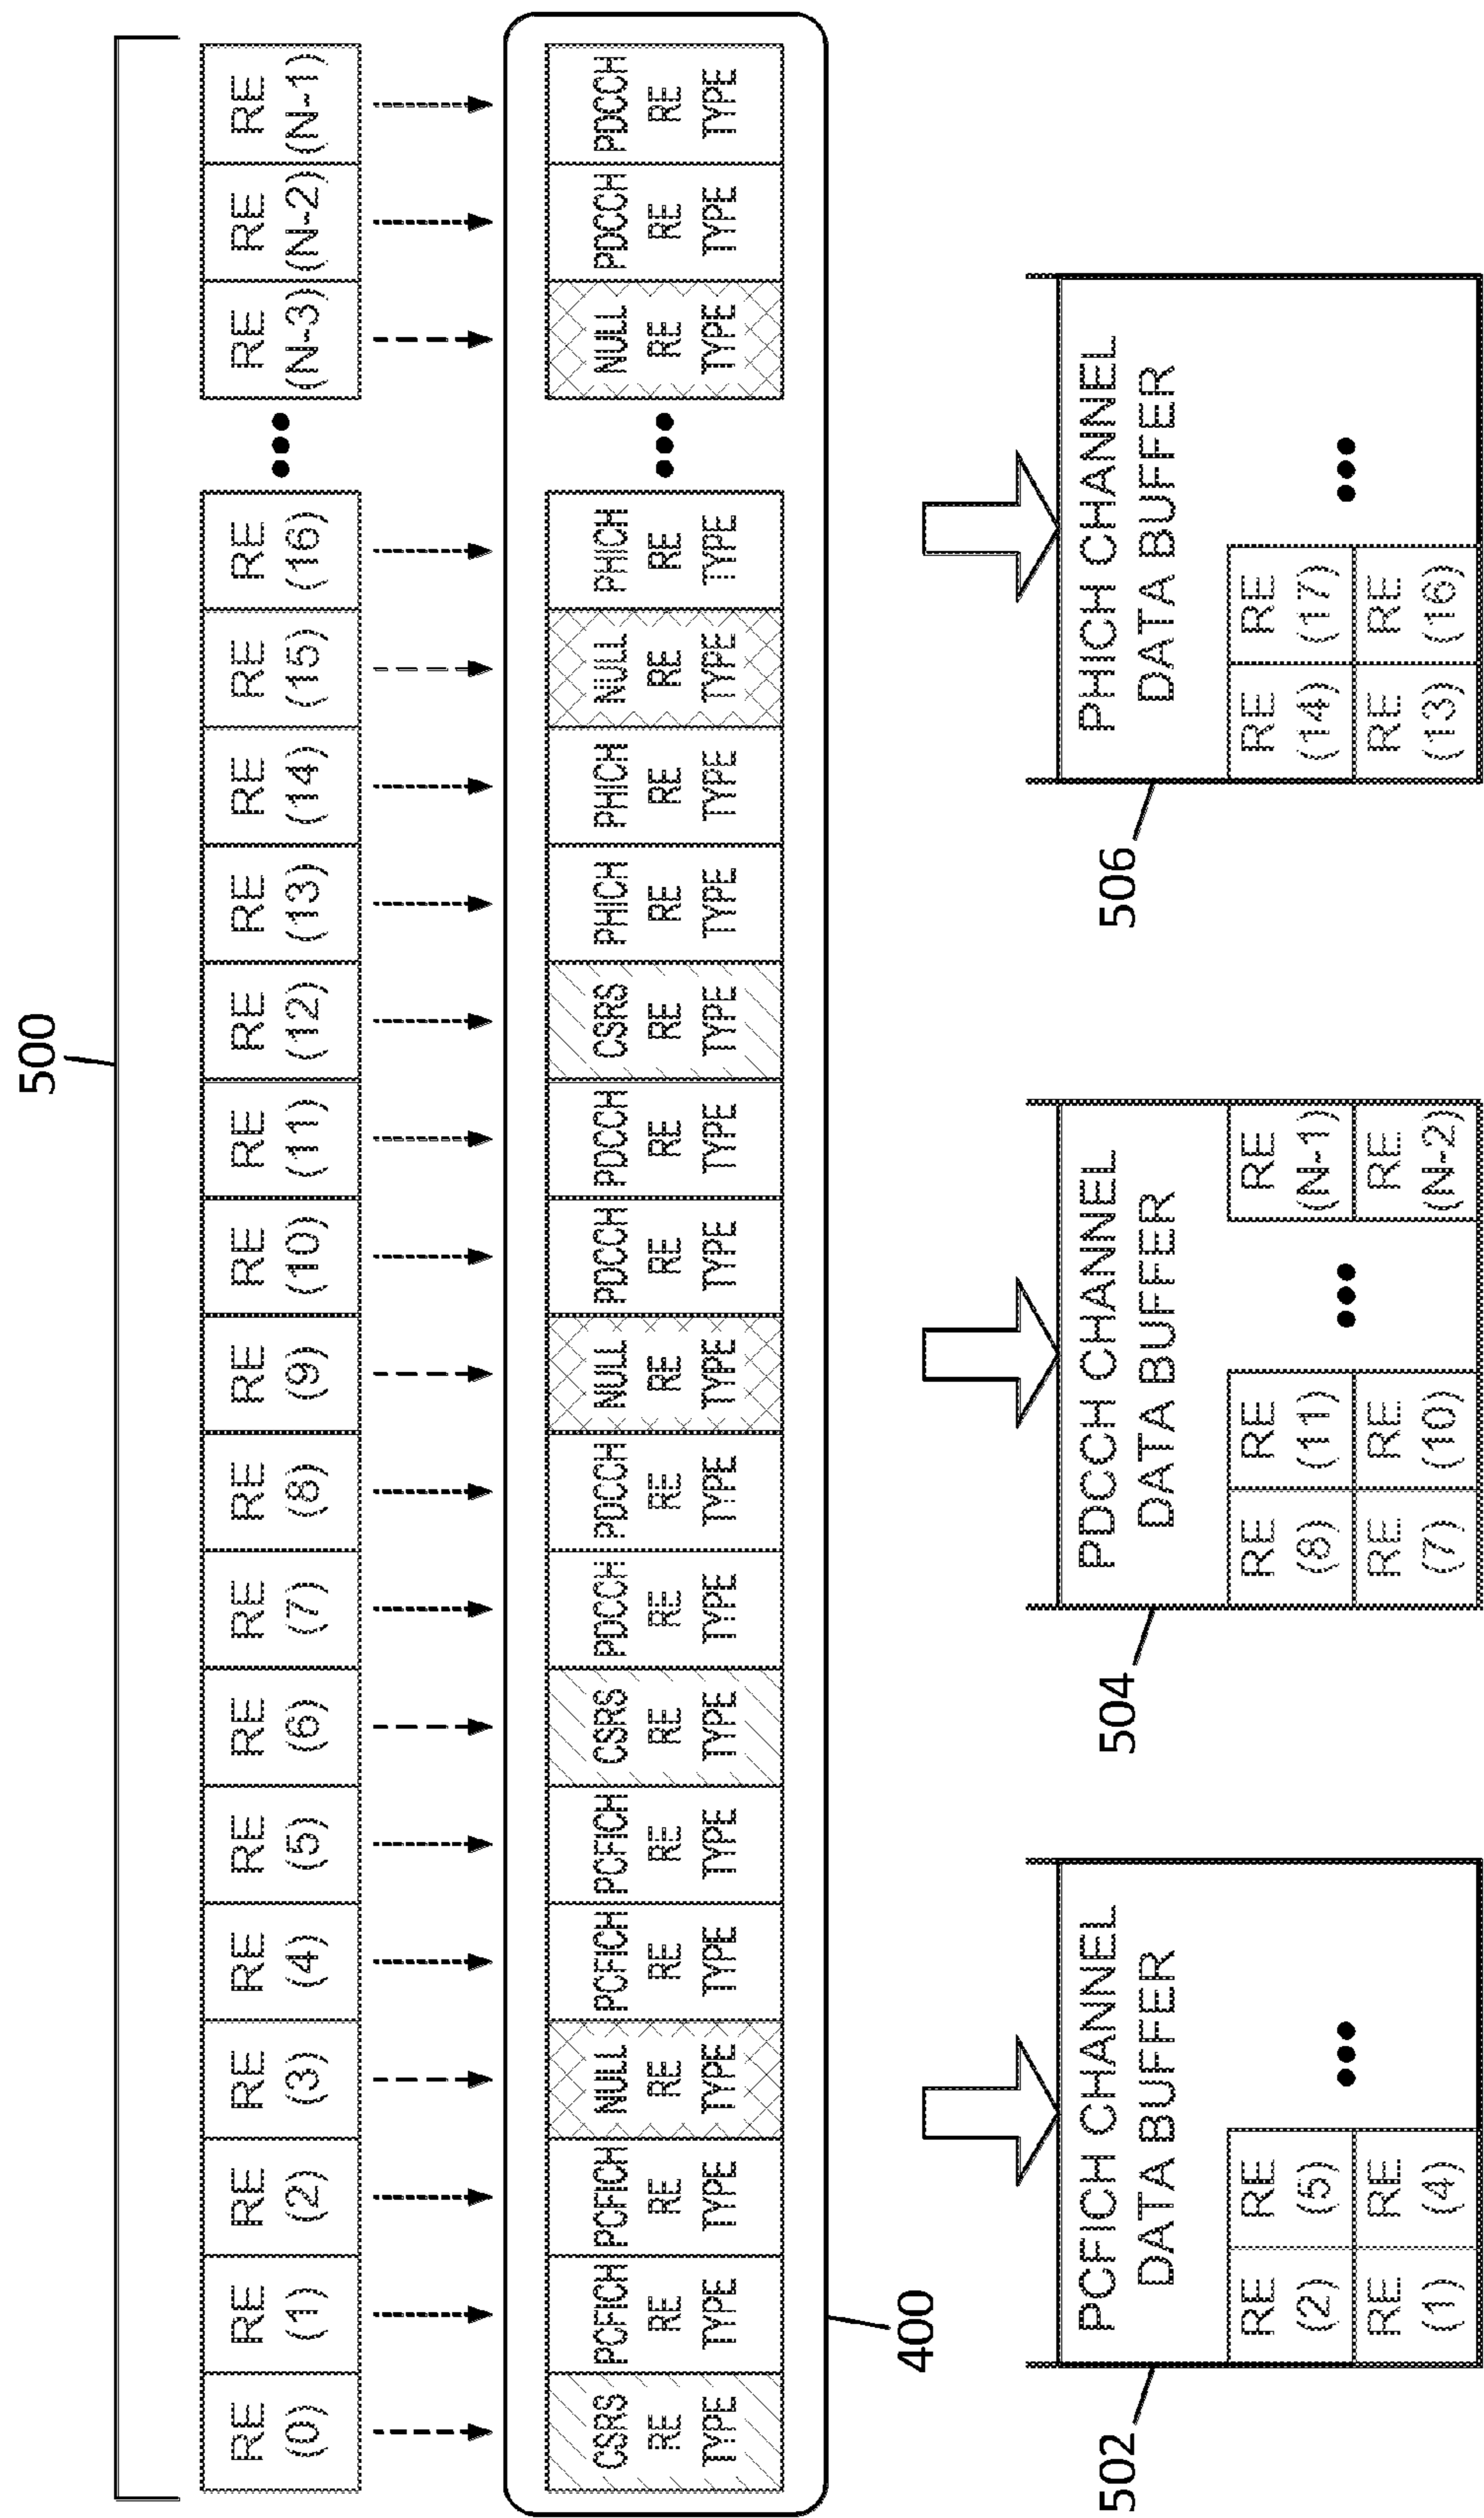 500
RE (0) RE (1) RE (2) RE (3) RE (4) RE (5) RE (6) RE (7) RE (8) RE (9) RE (10) RE (11) RE (12) RE (13) RE (14) RE (15) RE (16) ••• RE (N-3) RE (N-2) RE (N-1)
CSRS PCFICH PCFICH NULL PCFICH PCFICH CSRS PDCCH PDCCH NULL PDCCH PDCCH CSRS PHICH PHICH NULL PHICH ••• NULL PDCCH PDCCH
RE RE RE RE RE RE RE RE RE RE RE RE RE RE RE RE RE RE RE RE
TYPE TYPE TYPE TYPE TYPE TYPE TYPE TYPE TYPE TYPE TYPE TYPE TYPE TYPE TYPE TYPE TYPE TYPE TYPE TYPE
400
502
PCFICH CHANNEL
DATA BUFFER
RE (2) RE (5)
RE (1) RE (4) •••
504
PDCCH CHANNEL
DATA BUFFER
RE (8) RE (11) RE (N-1)
RE (7) RE (10) ••• RE (N-2)
506
PHICH CHANNEL
DATA BUFFER
RE (14) RE (17)
RE (13) RE (16) •••